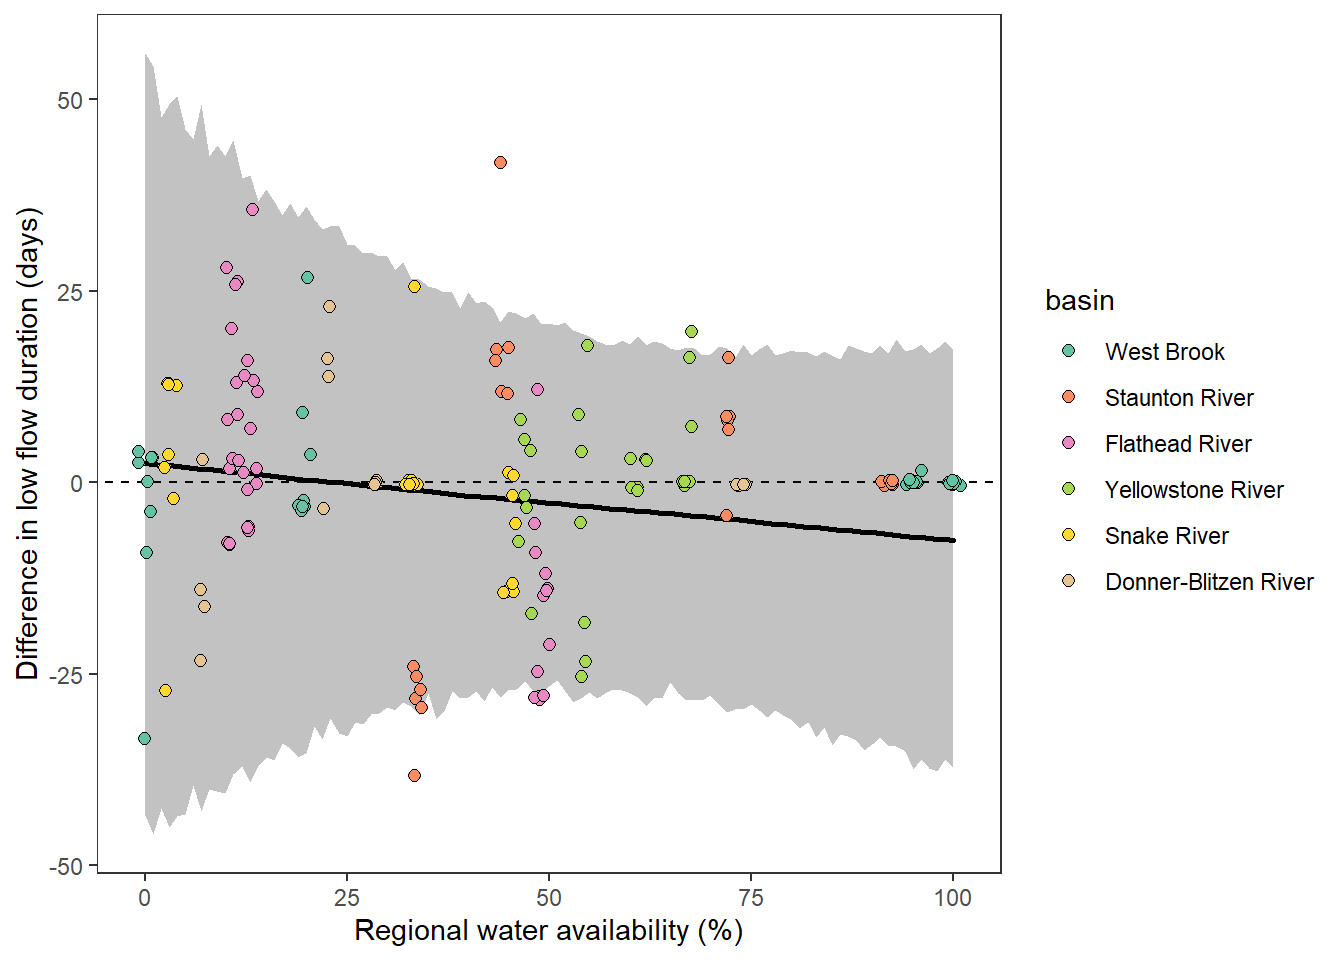 Difference in low flow duration (days)
50
25
0
-25
-50
0 25 50 75 100
Regional water availability (%)
basin
West Brook
Staunton River
Flathead River
Yellowstone River
Snake River
Donner-Blitzen River